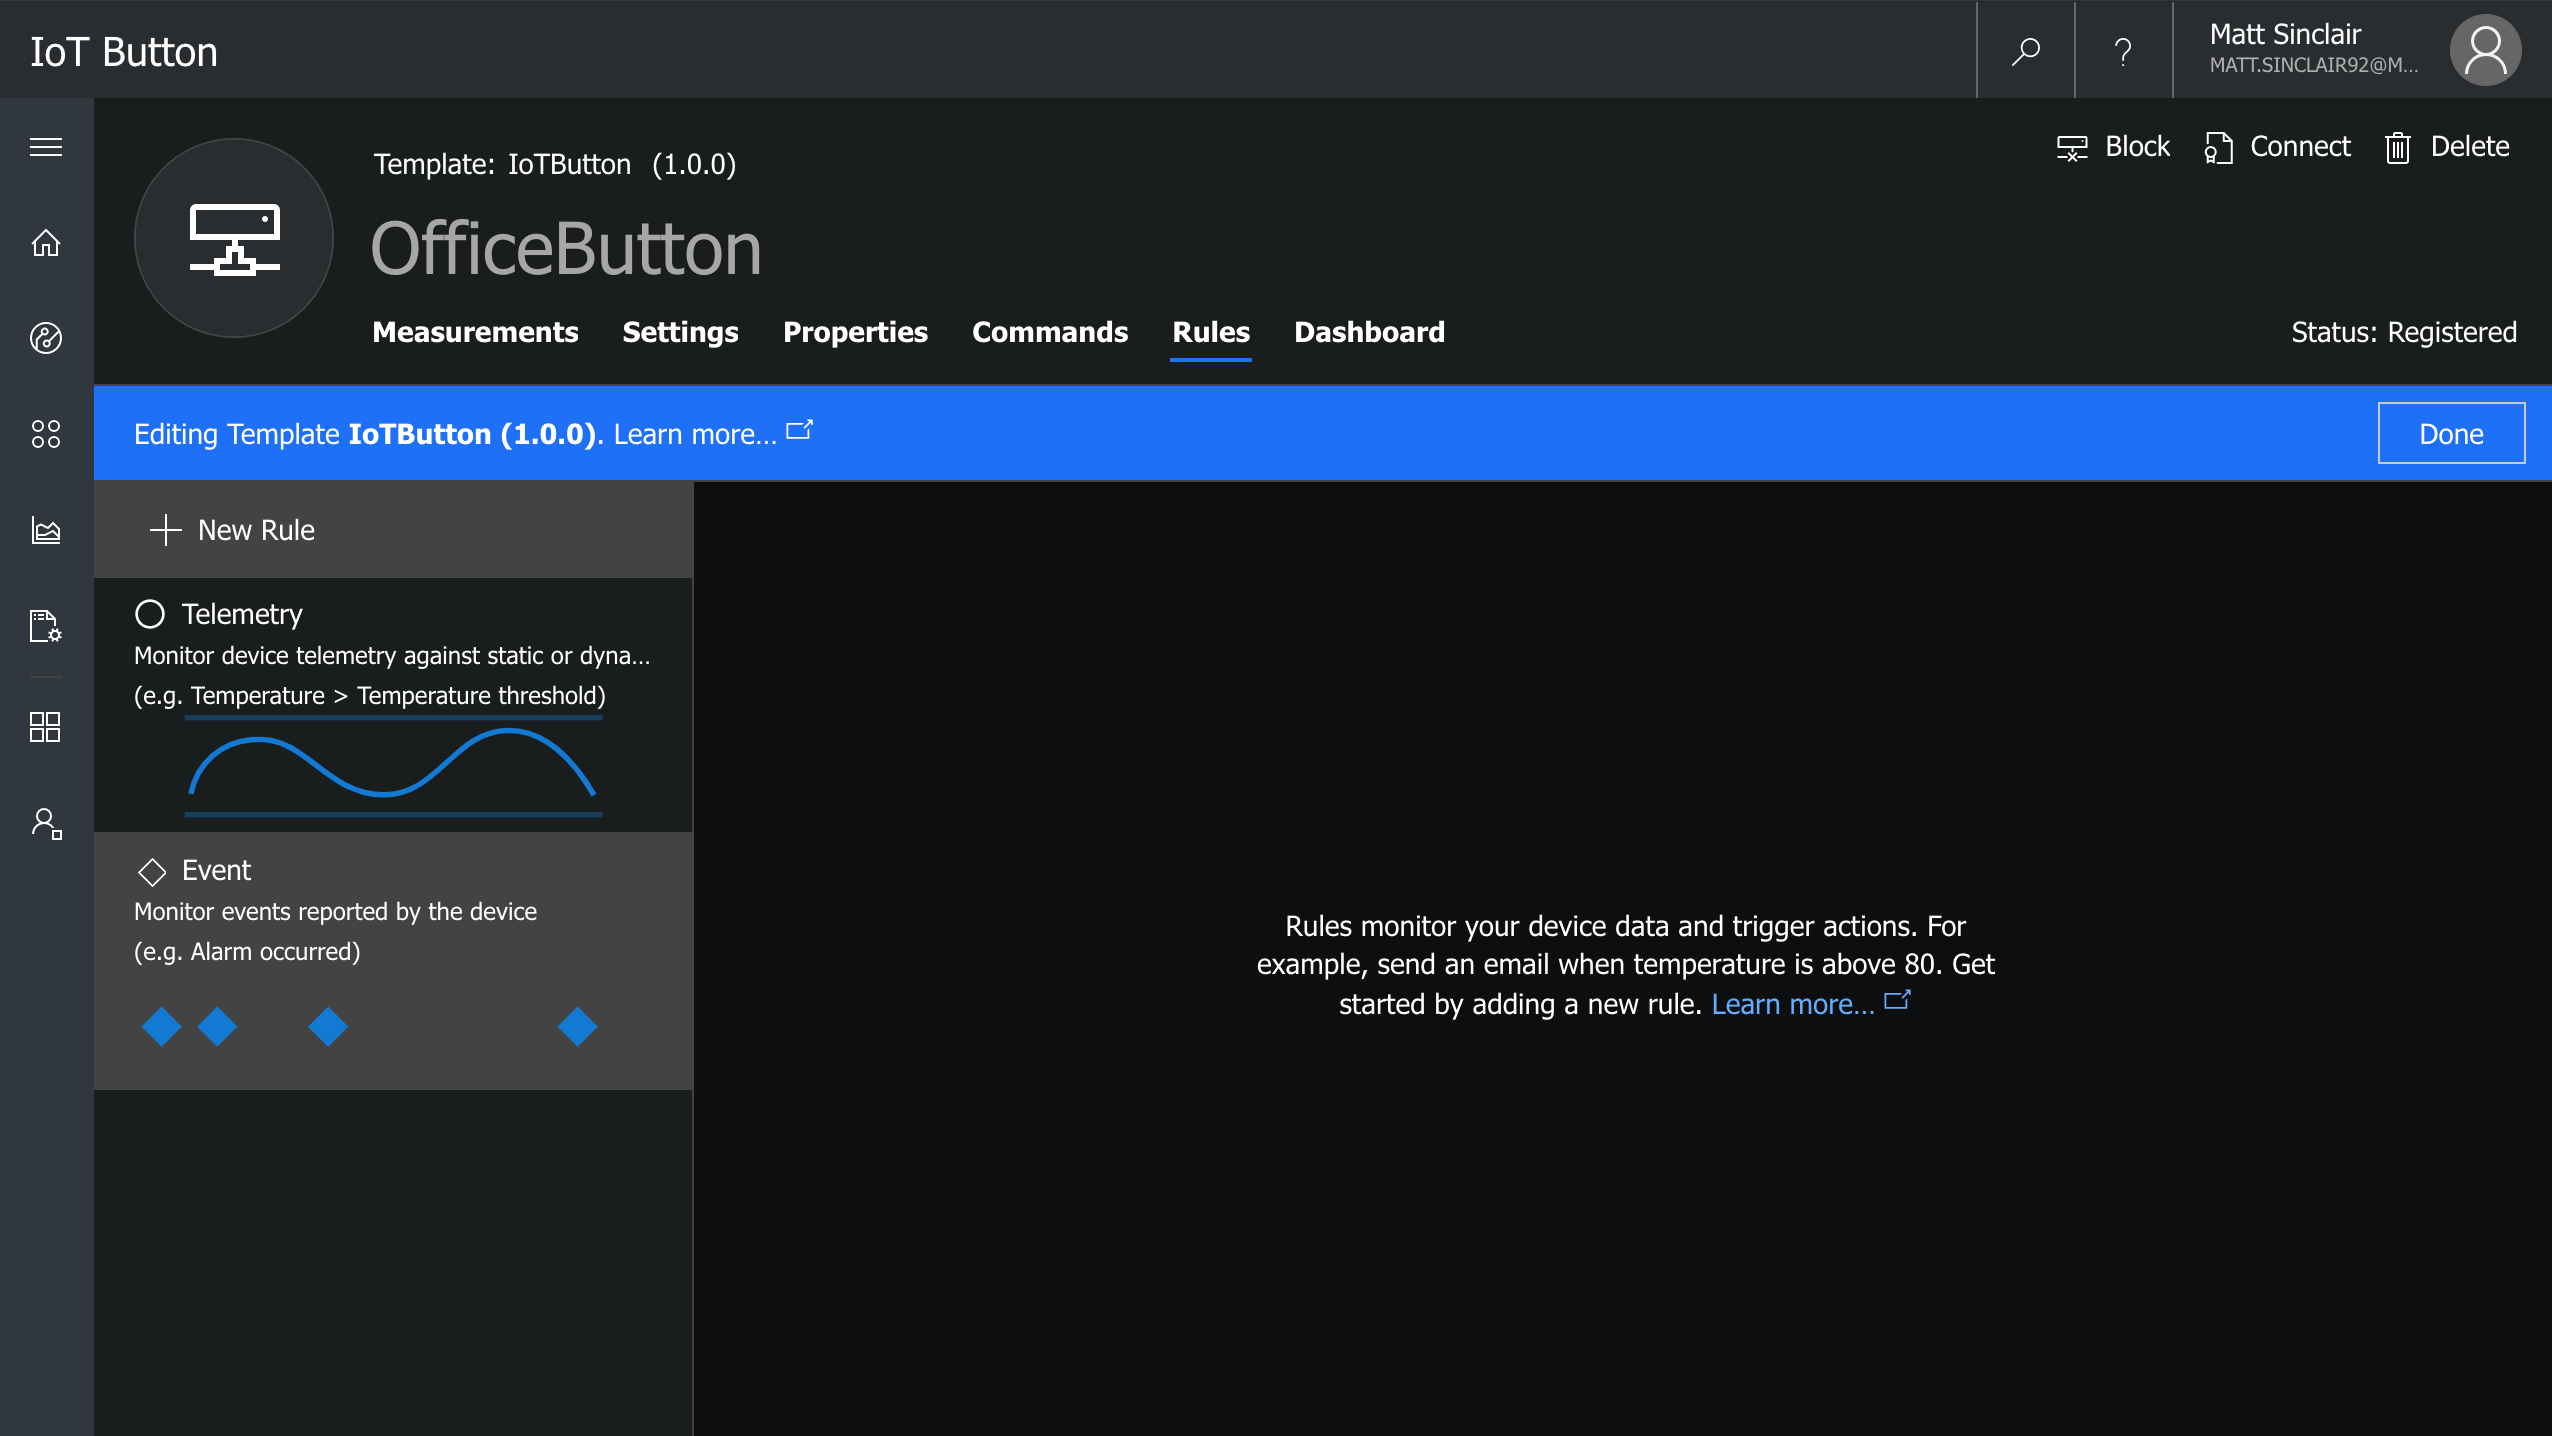 IoT Button
Matt Sinclair
MATT.SINCLAIR92@M...
Template: IoTButton (1.0.0)
Block
Connect
Delete
OfficeButton
Measurements
Settings
Properties
Commands
Rules
Dashboard
Status: Registered
Editing Template IoTButton (1.0.0). Learn more...
Done
New Rule
Telemetry
Monitor device telemetry against static or dyna...
(e.g. Temperature > Temperature threshold)
Event
Monitor events reported by the device
(e.g. Alarm occurred)
Rules monitor your device data and trigger actions. For
example, send an email when temperature is above 80. Get
started by adding a new rule. Learn more...